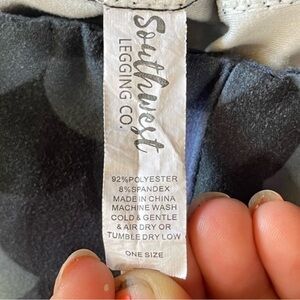 Southwest
LEGGING CO.
92%POLYESTER
8%SPANDEX
MADE IN CHINA
MACHINE WASH
COLD & GENTLE
& AIR DRY OR
TUMBLE DRY LOW
ONE SIZE